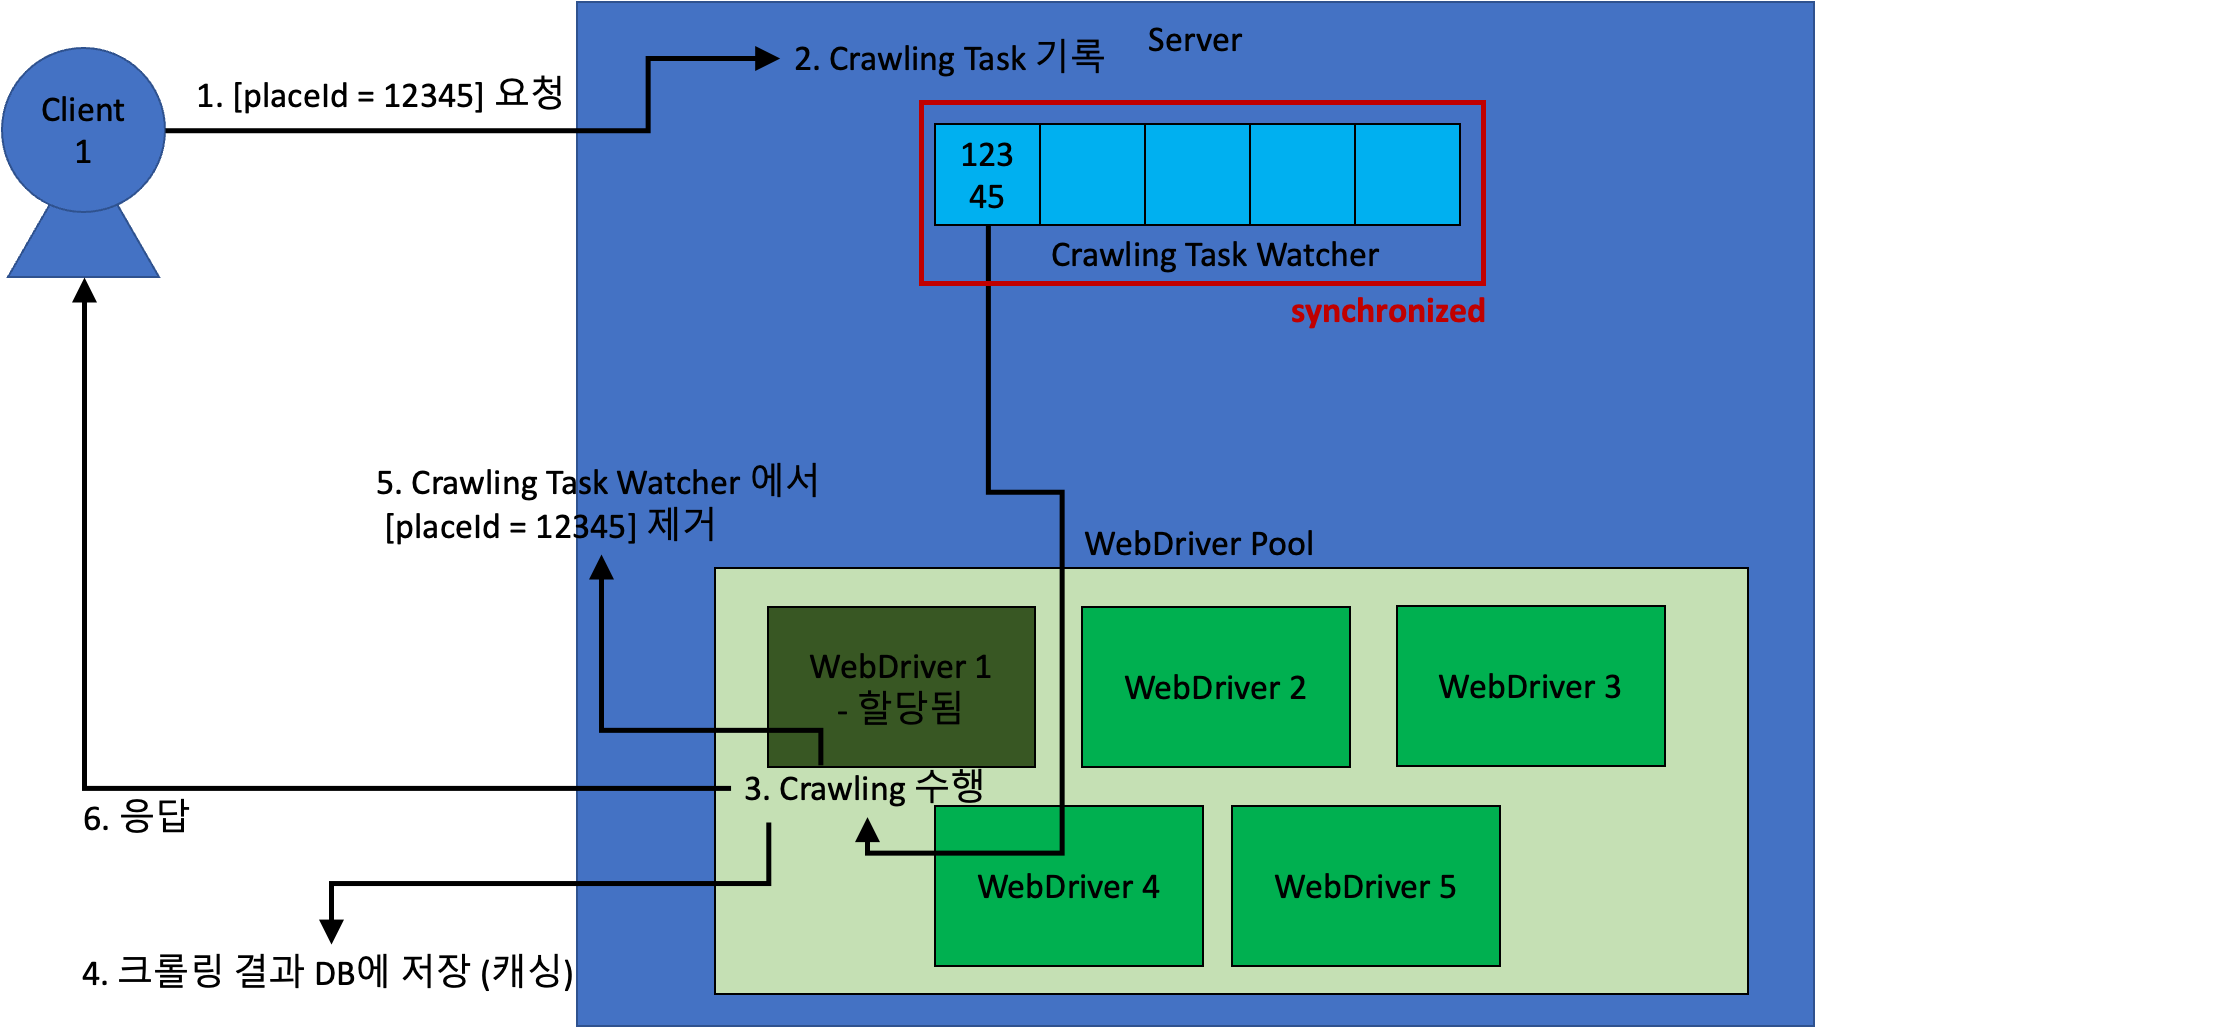 Server
2. Crawling Task 기록
Client
1
1. [placeId = 12345] 요청
123
45
Crawling Task Watcher
synchronized
5. Crawling Task Watcher 에서
[placeId = 12345] 제거
WebDriver Pool
WebDriver 1
- 할당됨
WebDriver 2
WebDriver 3
3. Crawling 수행
6. 응답
WebDriver 4
WebDriver 5
4. 크롤링 결과 DB에 저장 (캐싱)